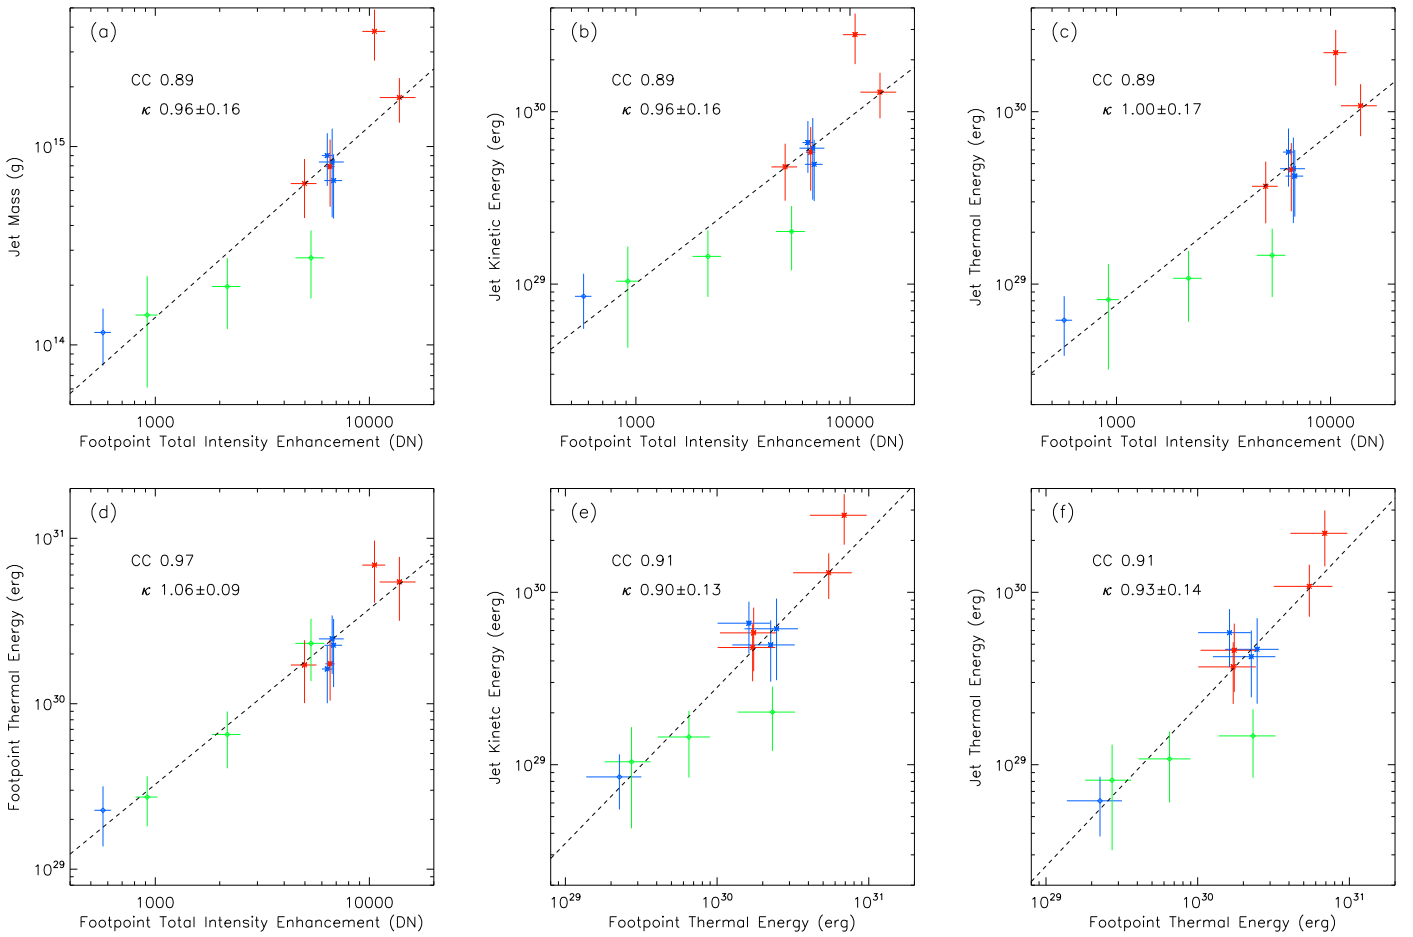 (a)
CC 0.89
κ 0.96±0.16
10^15
10^14
Jet Mass (g)
1000
10000
Footpoint Total Intensity Enhancement (DN)
(b)
CC 0.89
κ 0.96±0.16
10^30
10^29
Jet Kinetic Energy (erg)
1000
10000
Footpoint Total Intensity Enhancement (DN)
(c)
CC 0.89
κ 1.00±0.17
10^30
10^29
Jet Thermal Energy (erg)
1000
10000
Footpoint Total Intensity Enhancement (DN)
(d)
CC 0.97
κ 1.06±0.09
10^31
10^30
10^29
Footpoint Thermal Energy (erg)
1000
10000
Footpoint Total Intensity Enhancement (DN)
(e)
CC 0.91
κ 0.90±0.13
10^30
10^29
Jet Kinetc Energy (eerg)
10^29
10^30
10^31
Footpoint Thermal Energy (erg)
(f)
CC 0.91
κ 0.93±0.14
10^30
10^29
Jet Thermal Energy (erg)
10^29
10^30
10^31
Footpoint Thermal Energy (erg)